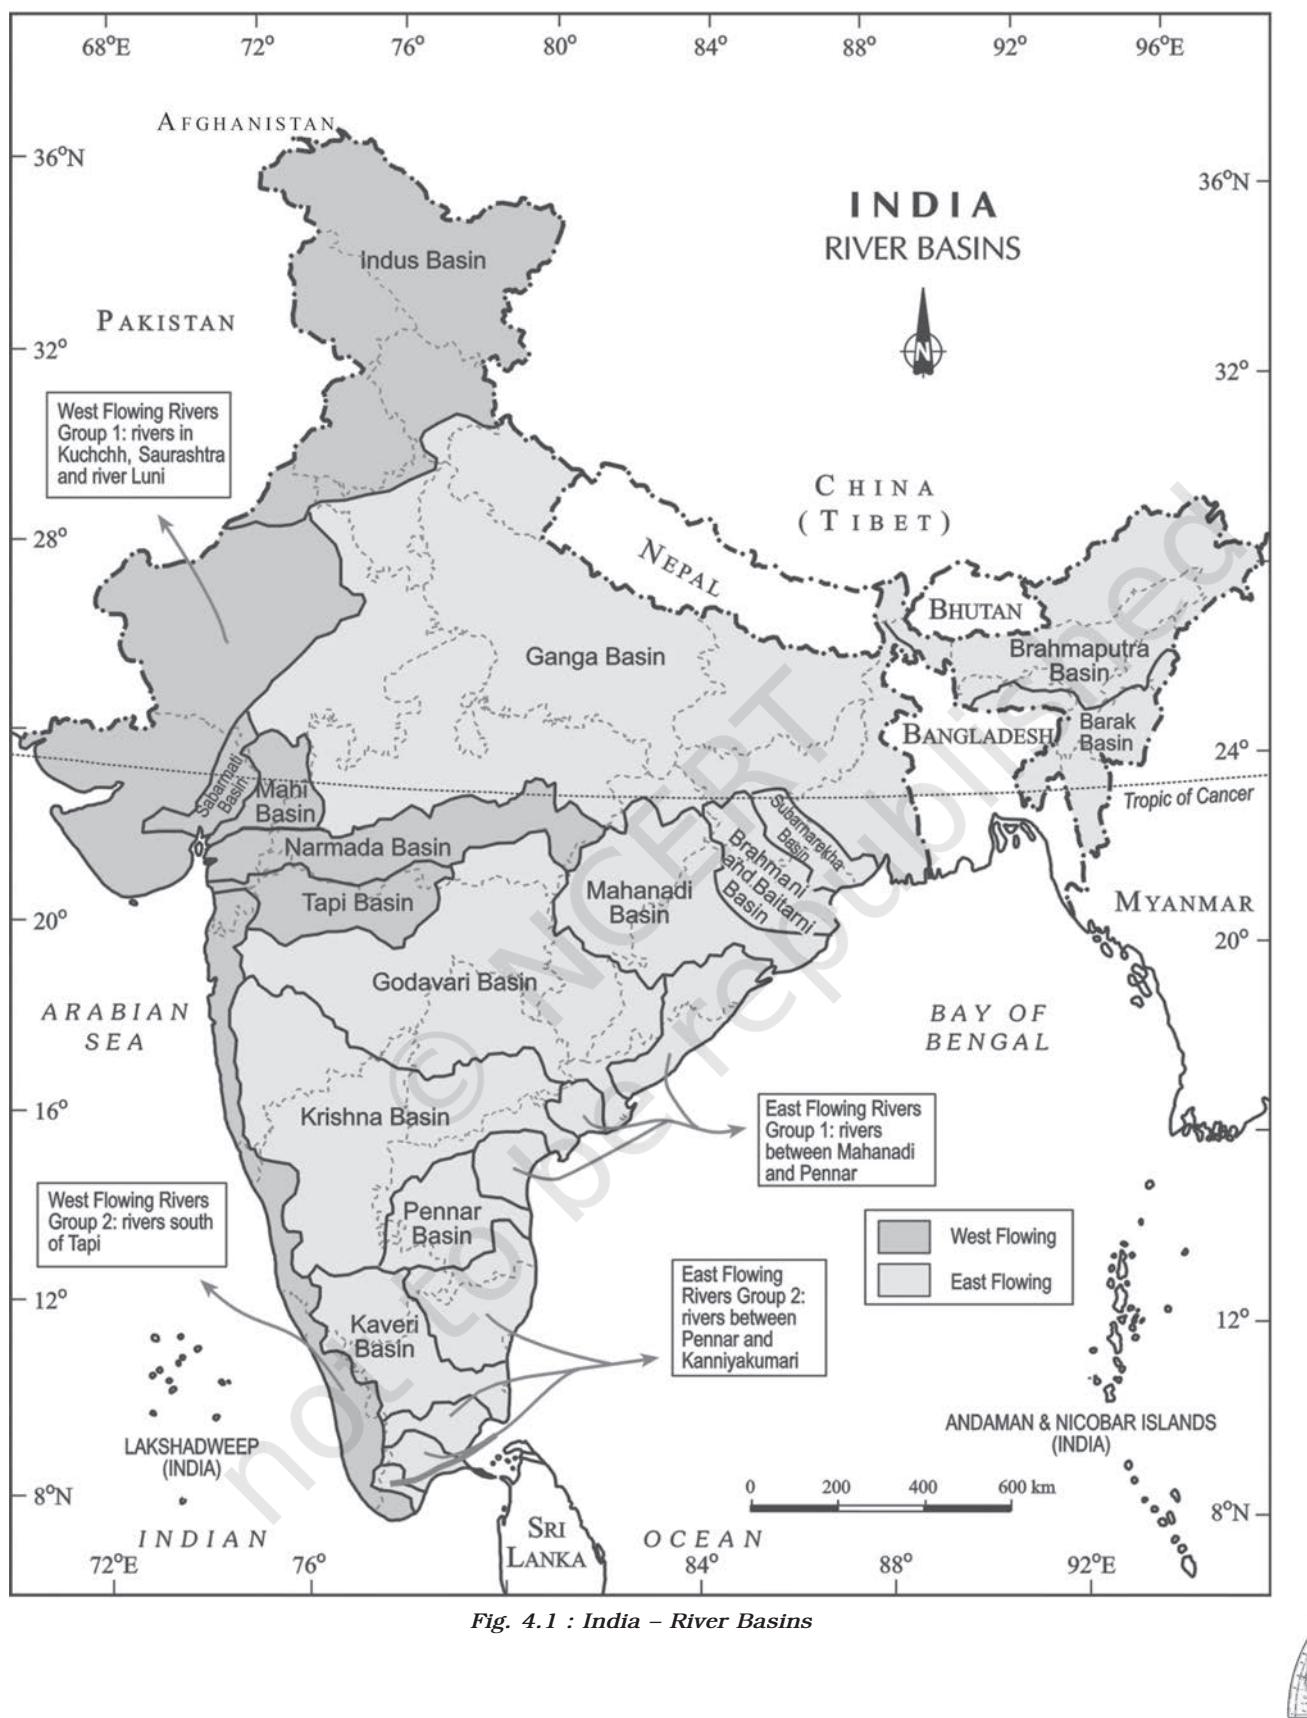 68°E 72° 76° 80° 84° 88° 92° 96°E
AFGHANISTAN
36°N
36°N
INDIA
RIVER BASINS
N
Indus Basin
PAKISTAN
32°
32°
West Flowing Rivers
Group 1: rivers in
Kuchchh, Saurashtra
and river Luni
CHINA
(TIBET)
28°
NEPAL
BHUTAN
Ganga Basin
Brahmaputra
Basin
BANGLADESH
Barak
Basin
24°
Sabarmati
Basin
Mahi
Basin
Tropic of Cancer
Subarnarekha
Basin
Brahmani
and Baitarni
Basin
Narmada Basin
Tapi Basin
Mahanadi
Basin
MYANMAR
20°
20°
Godavari Basin
ARABIAN
SEA
BAY OF
BENGAL
16°
Krishna Basin
East Flowing Rivers
Group 1: rivers
between Mahanadi
and Pennar
West Flowing Rivers
Group 2: rivers south
of Tapi
Pennar
Basin
West Flowing
East Flowing
East Flowing
Rivers Group 2:
rivers between
Pennar and
Kanniyakumari
12°
12°
Kaveri
Basin
LAKSHADWEEP
(INDIA)
ANDAMAN & NICOBAR ISLANDS
(INDIA)
0 200 400 600 km
8°N
8°N
INDIAN
OCEAN
SRI
LANKA
72°E 76° 84° 88° 92°E
© NCERT
not to be republished
Fig. 4.1 : India – River Basins